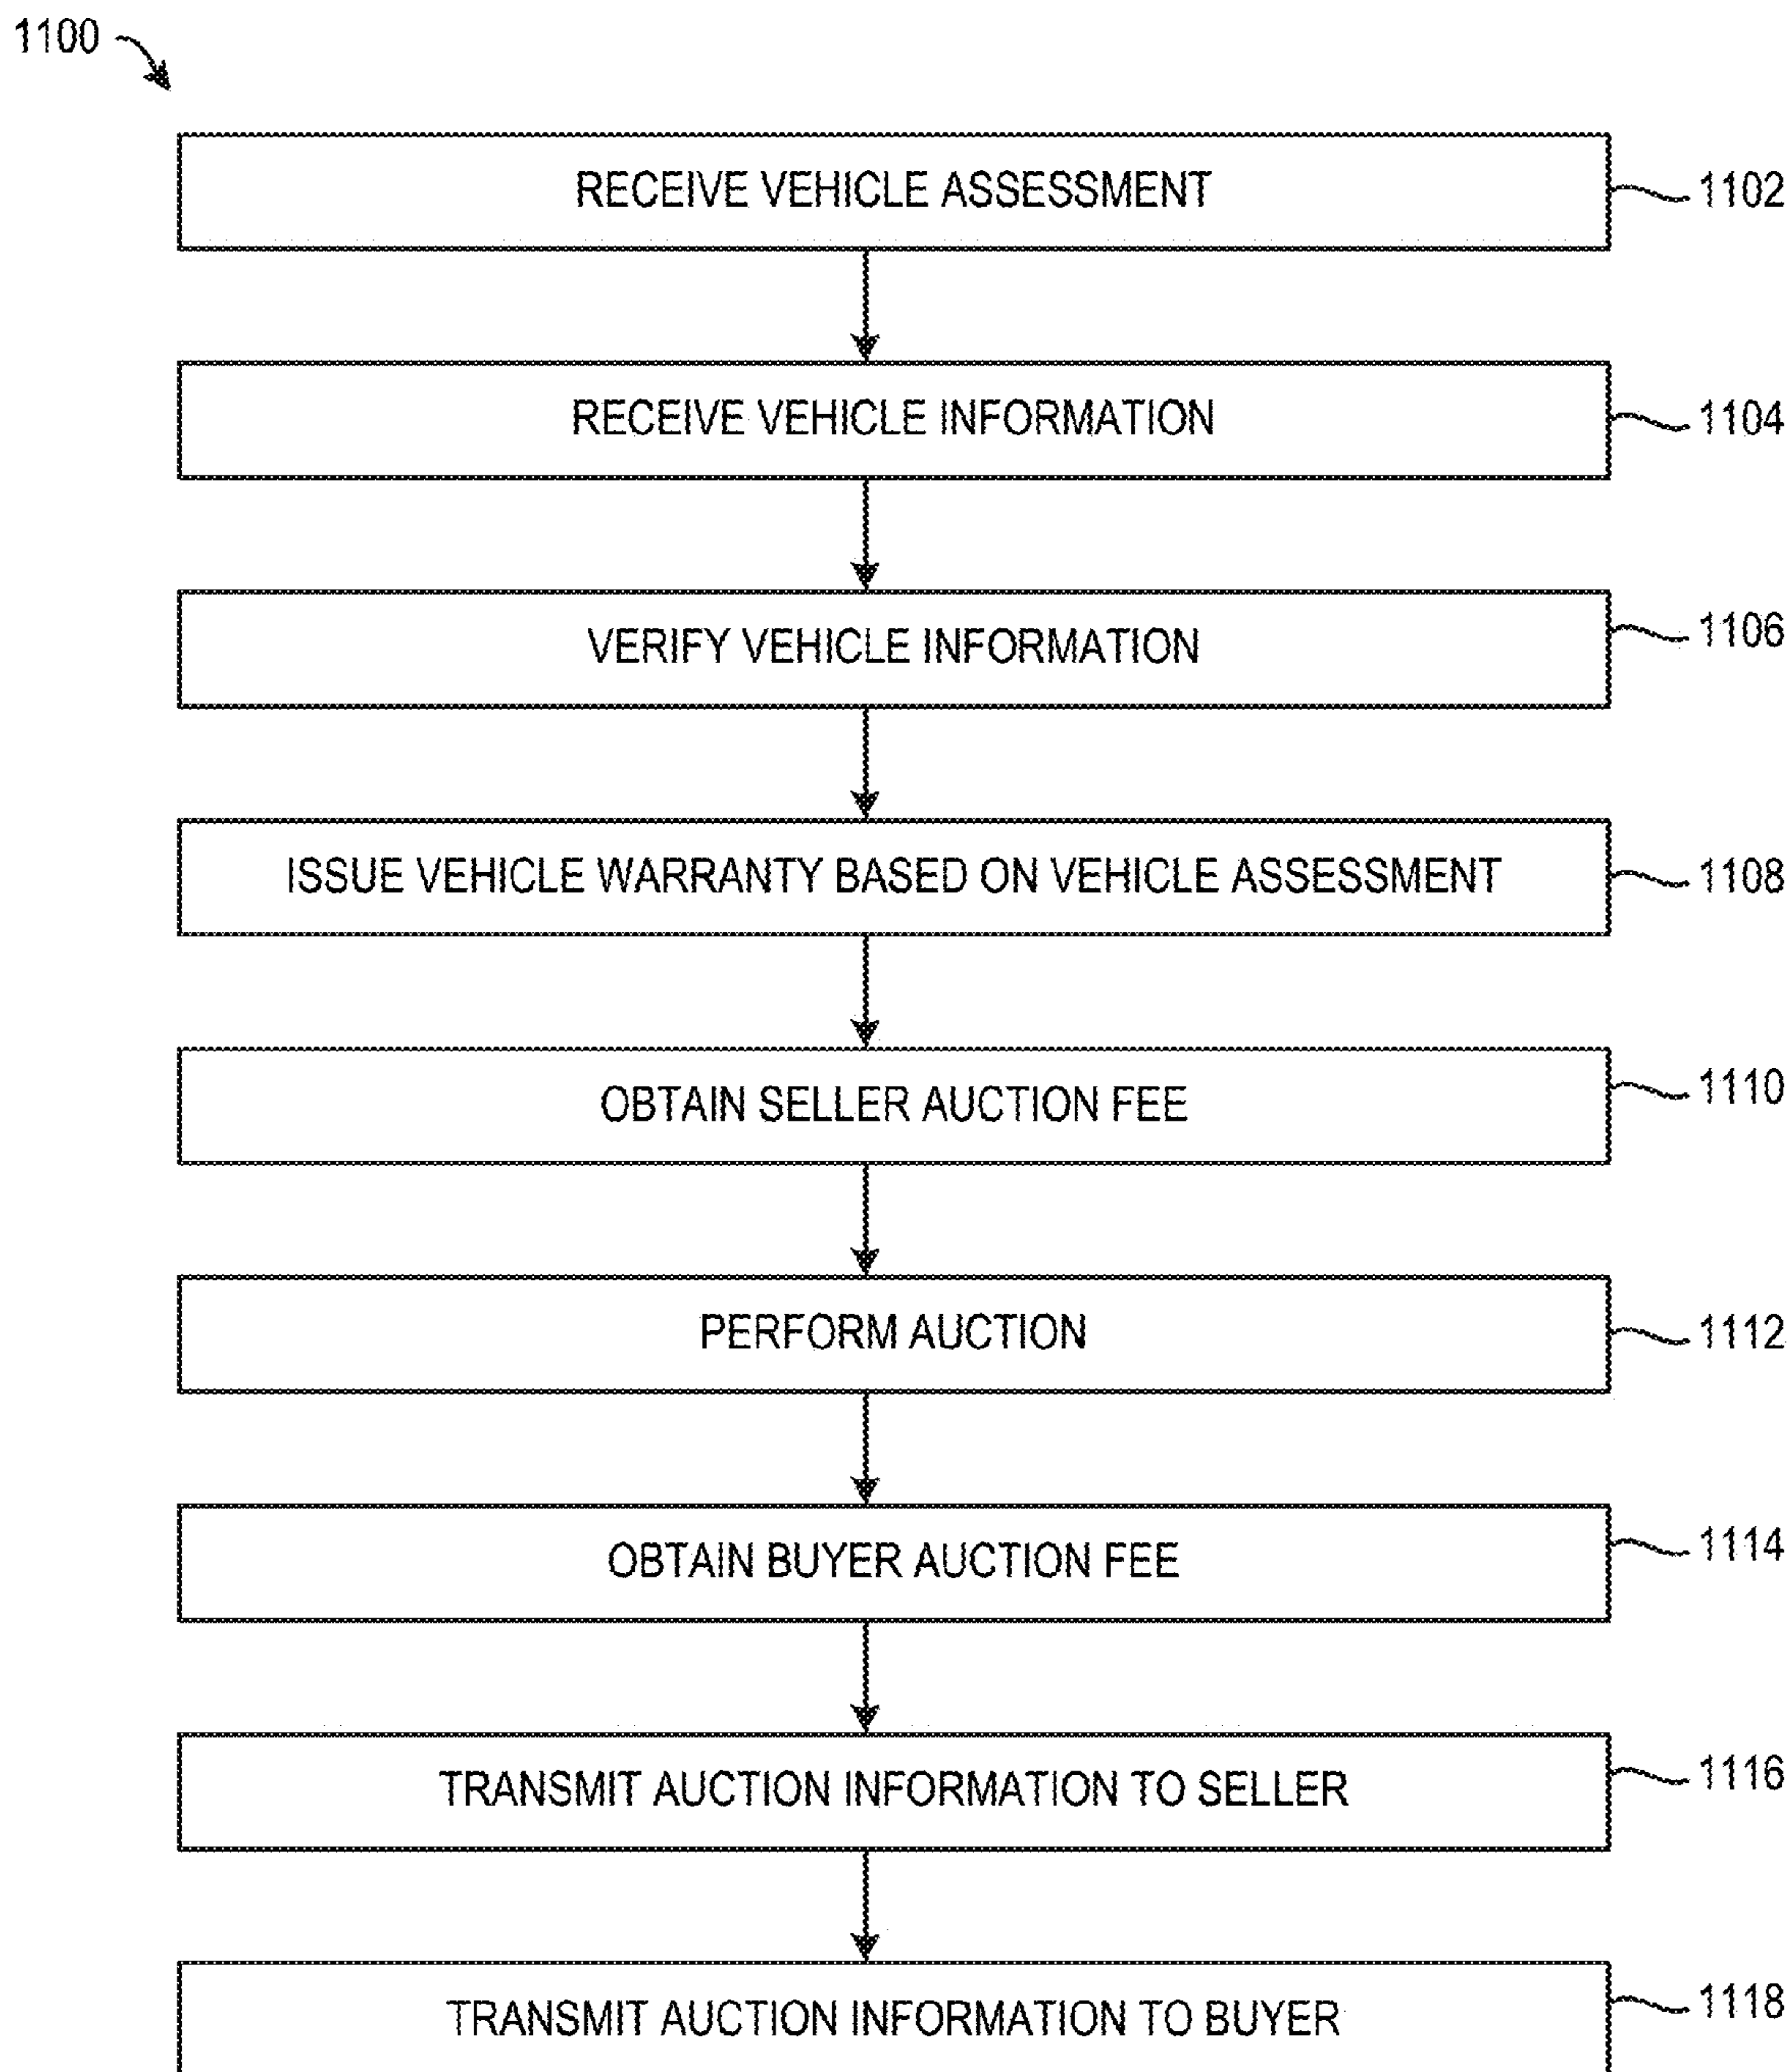 1100
RECEIVE VEHICLE ASSESSMENT 1102
RECEIVE VEHICLE INFORMATION 1104
VERIFY VEHICLE INFORMATION 1106
ISSUE VEHICLE WARRANTY BASED ON VEHICLE ASSESSMENT 1108
OBTAIN SELLER AUCTION FEE 1110
PERFORM AUCTION 1112
OBTAIN BUYER AUCTION FEE 1114
TRANSMIT AUCTION INFORMATION TO SELLER 1116
TRANSMIT AUCTION INFORMATION TO BUYER 1118